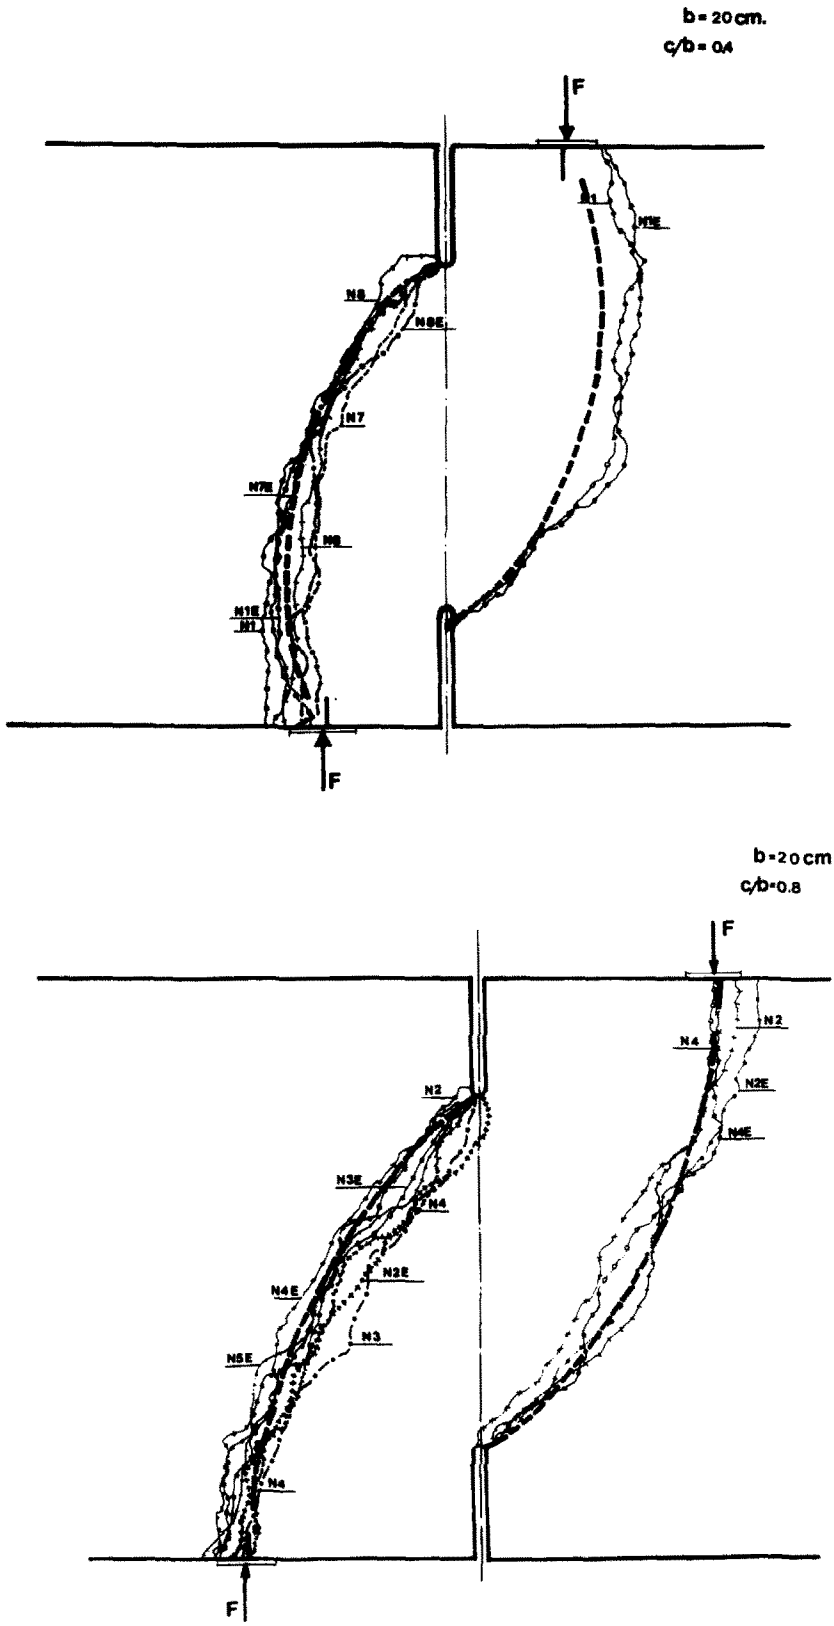 b = 20 cm.
c/b = 0.4
F
N1
N1E
N8
N8E
N7
N7E
N6
N1E
N1
F
b = 20 cm
c/b = 0.8
F
N2
N4
N2E
N4E
N2
N3E
N4
N2E
N4E
N3
N5E
N4
F